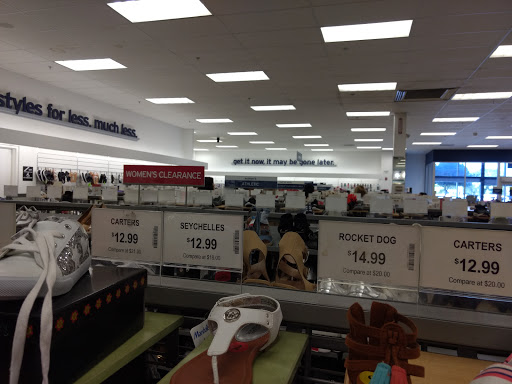 styles for less. much less.
get it now. it may be gone later.
WOMEN'S CLEARANCE
CARTERS
$12.99
SEYCHELLES
$12.99
ROCKET DOG
$14.99
Compare at $20.00
CARTERS
$12.99
Compare at $20.00